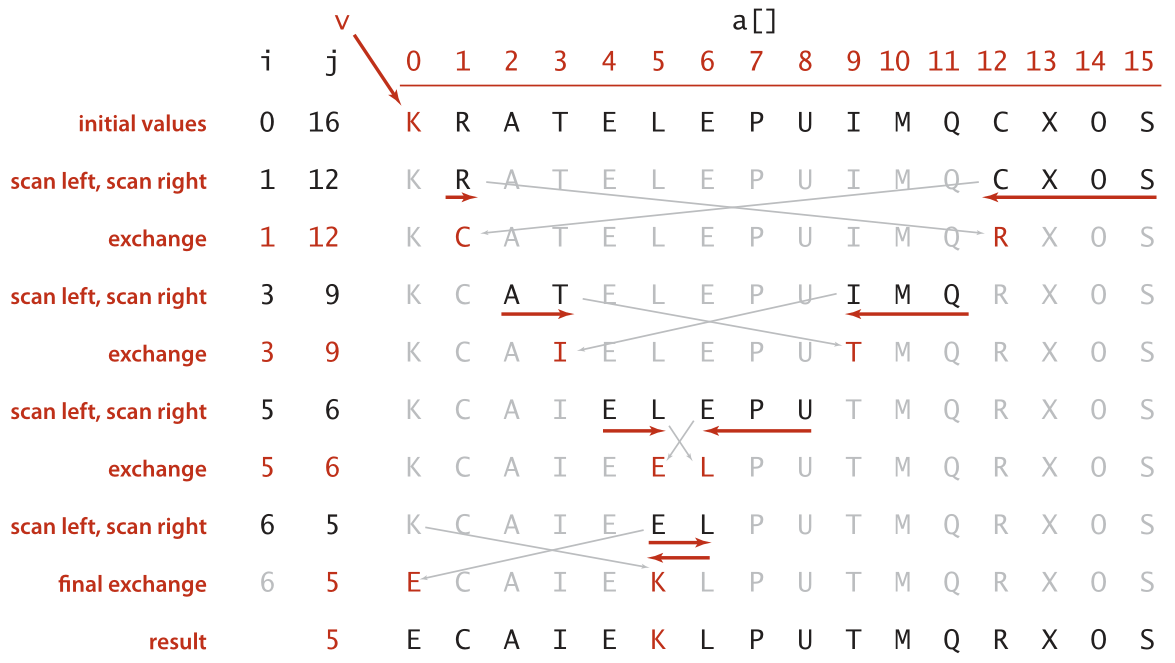 v a[]
i j 0 1 2 3 4 5 6 7 8 9 10 11 12 13 14 15
initial values 0 16 K R A T E L E P U I M Q C X O S
scan left, scan right 1 12 K R A T E L E P U I M Q C X O S
exchange 1 12 K C A T E L E P U I M Q R X O S
scan left, scan right 3 9 K C A T E L E P U I M Q R X O S
exchange 3 9 K C A I E L E P U T M Q R X O S
scan left, scan right 5 6 K C A I E L E P U T M Q R X O S
exchange 5 6 K C A I E E L P U T M Q R X O S
scan left, scan right 6 5 K C A I E E L P U T M Q R X O S
final exchange 6 5 E C A I E K L P U T M Q R X O S
result 5 E C A I E K L P U T M Q R X O S